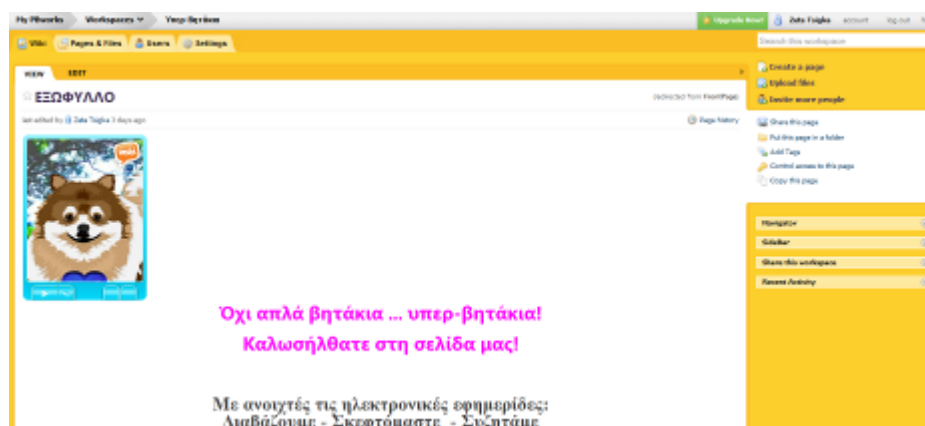 My PBworks Workspaces Υπερ-βητάκια
Upgrade Now! Zeta Tsigka account log out
Wiki Pages & Files Users Settings
Search this workspace
VIEW EDIT
ΕΞΩΦΥΛΛΟ
(redirected from FrontPage)
last edited by Zeta Tsigka 3 days ago
Page history
Create a page
Upload files
Invite more people
Share this page
Put this page in a folder
Add Tags
Control access to this page
Copy this page
Navigator
SideBar
Share this workspace
Recent Activity
Όχι απλά βητάκια ... υπερ-βητάκια!
Καλωσήλθατε στη σελίδα μας!
Με ανοιχτές τις ηλεκτρονικές εφημερίδες:
Διαβάζουμε - Σκεφτόμαστε - Συζητάμε